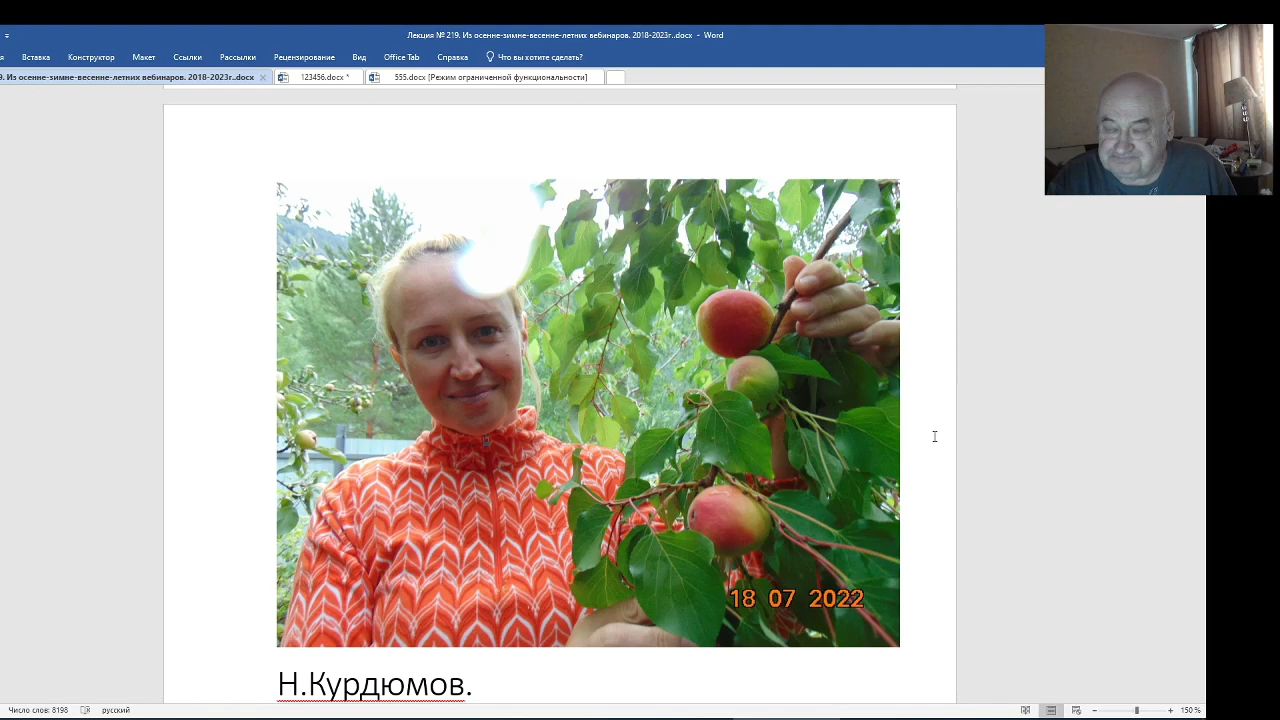 Лекция № 219. Из осенне-зимне-весенне-летних вебинаров. 2018-2023г..docx - Word
Вставка Конструктор Макет Ссылки Рассылки Рецензирование Вид Office Tab Справка Что вы хотите сделать?
9. Из осенне-зимне-весенне-летних вебинаров. 2018-2023г..docx 123456.docx * 555.docx [Режим ограниченной функциональности]
18 07 2022
Н.Курдюмов.
Число слов: 8198 русский 150 %